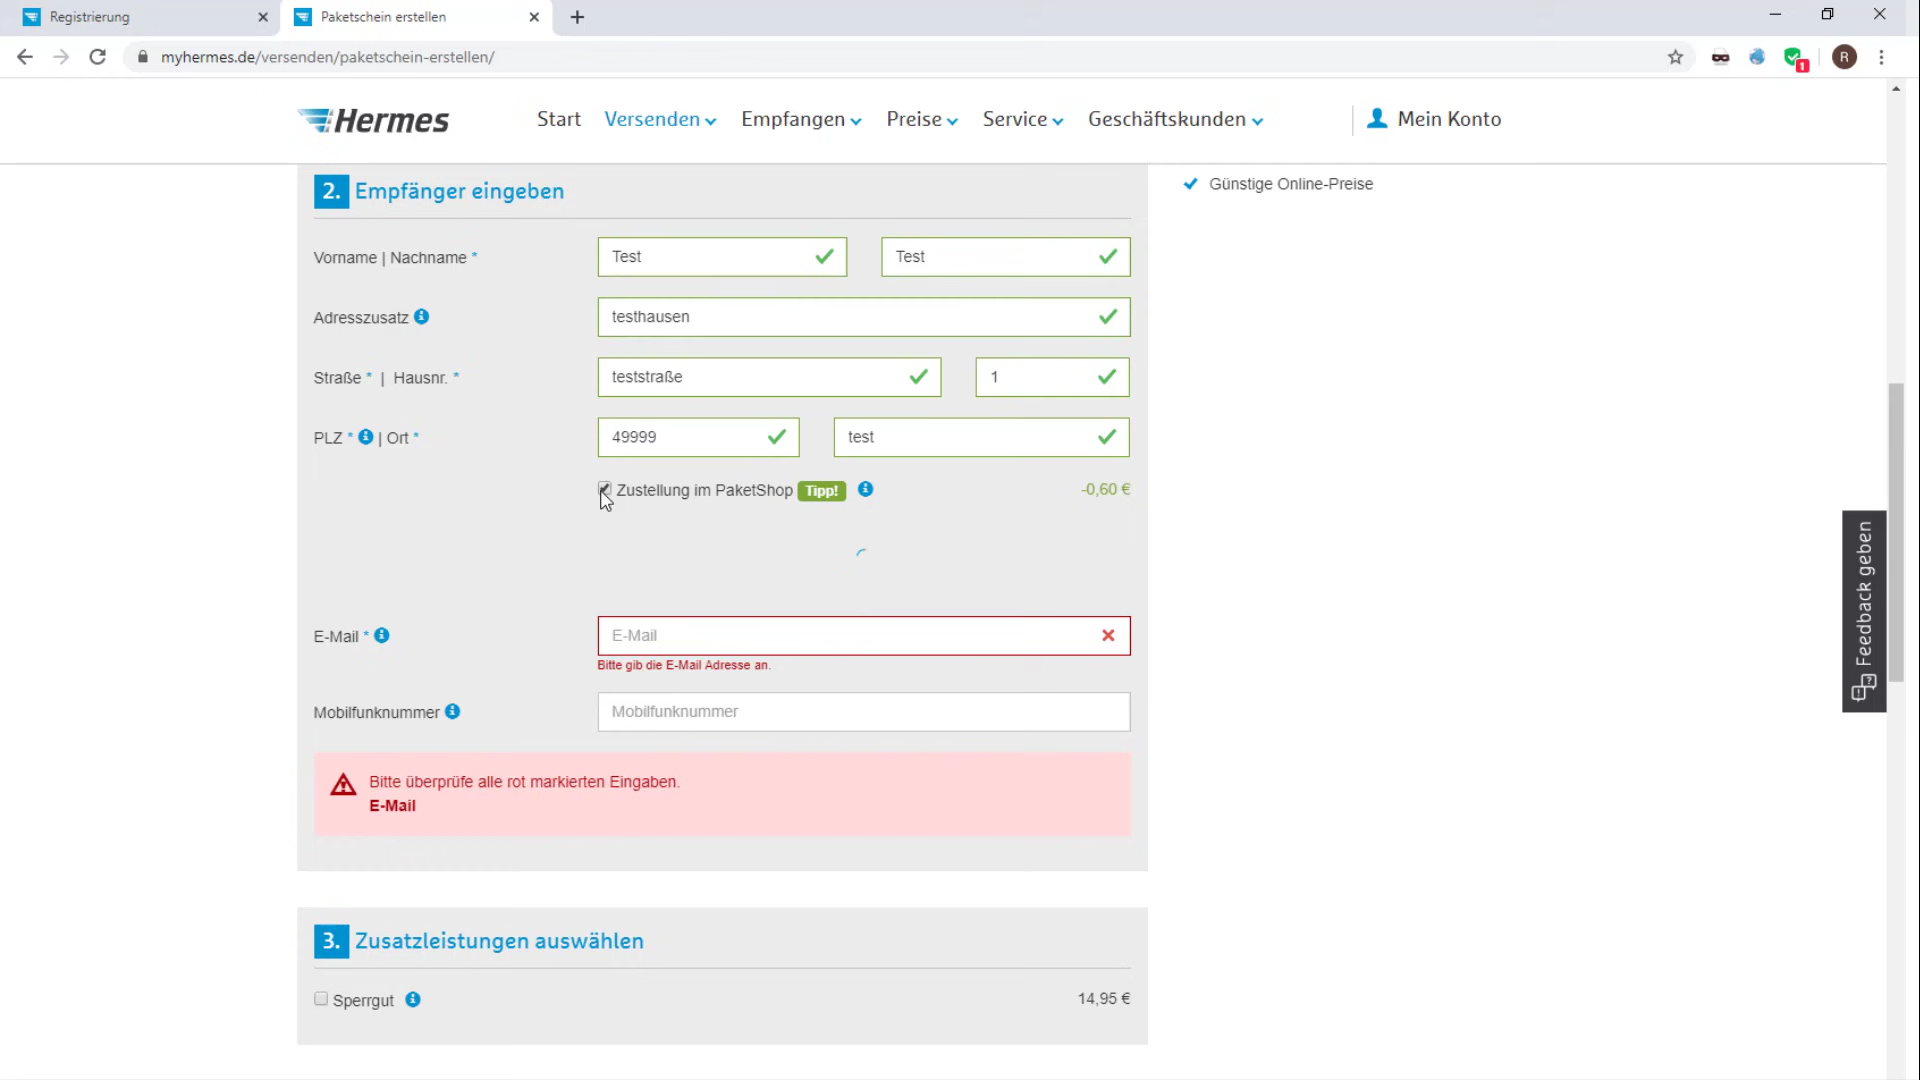 Registrierung
Paketschein erstellen
myhermes.de/versenden/paketschein-erstellen/
R
1
Hermes
Start Versenden Empfangen Preise Service Geschäftskunden Mein Konto
2. Empfänger eingeben
Günstige Online-Preise
Vorname | Nachname * Test Test
Adresszusatz testhausen
Straße * | Hausnr. * teststraße 1
PLZ * | Ort * 49999 test
Zustellung im PaketShop Tipp! -0,60 €
E-Mail * E-Mail
Bitte gib die E-Mail Adresse an.
Mobilfunknummer Mobilfunknummer
Bitte überprüfe alle rot markierten Eingaben.
E-Mail
3. Zusatzleistungen auswählen
Sperrgut 14,95 €
Feedback geben